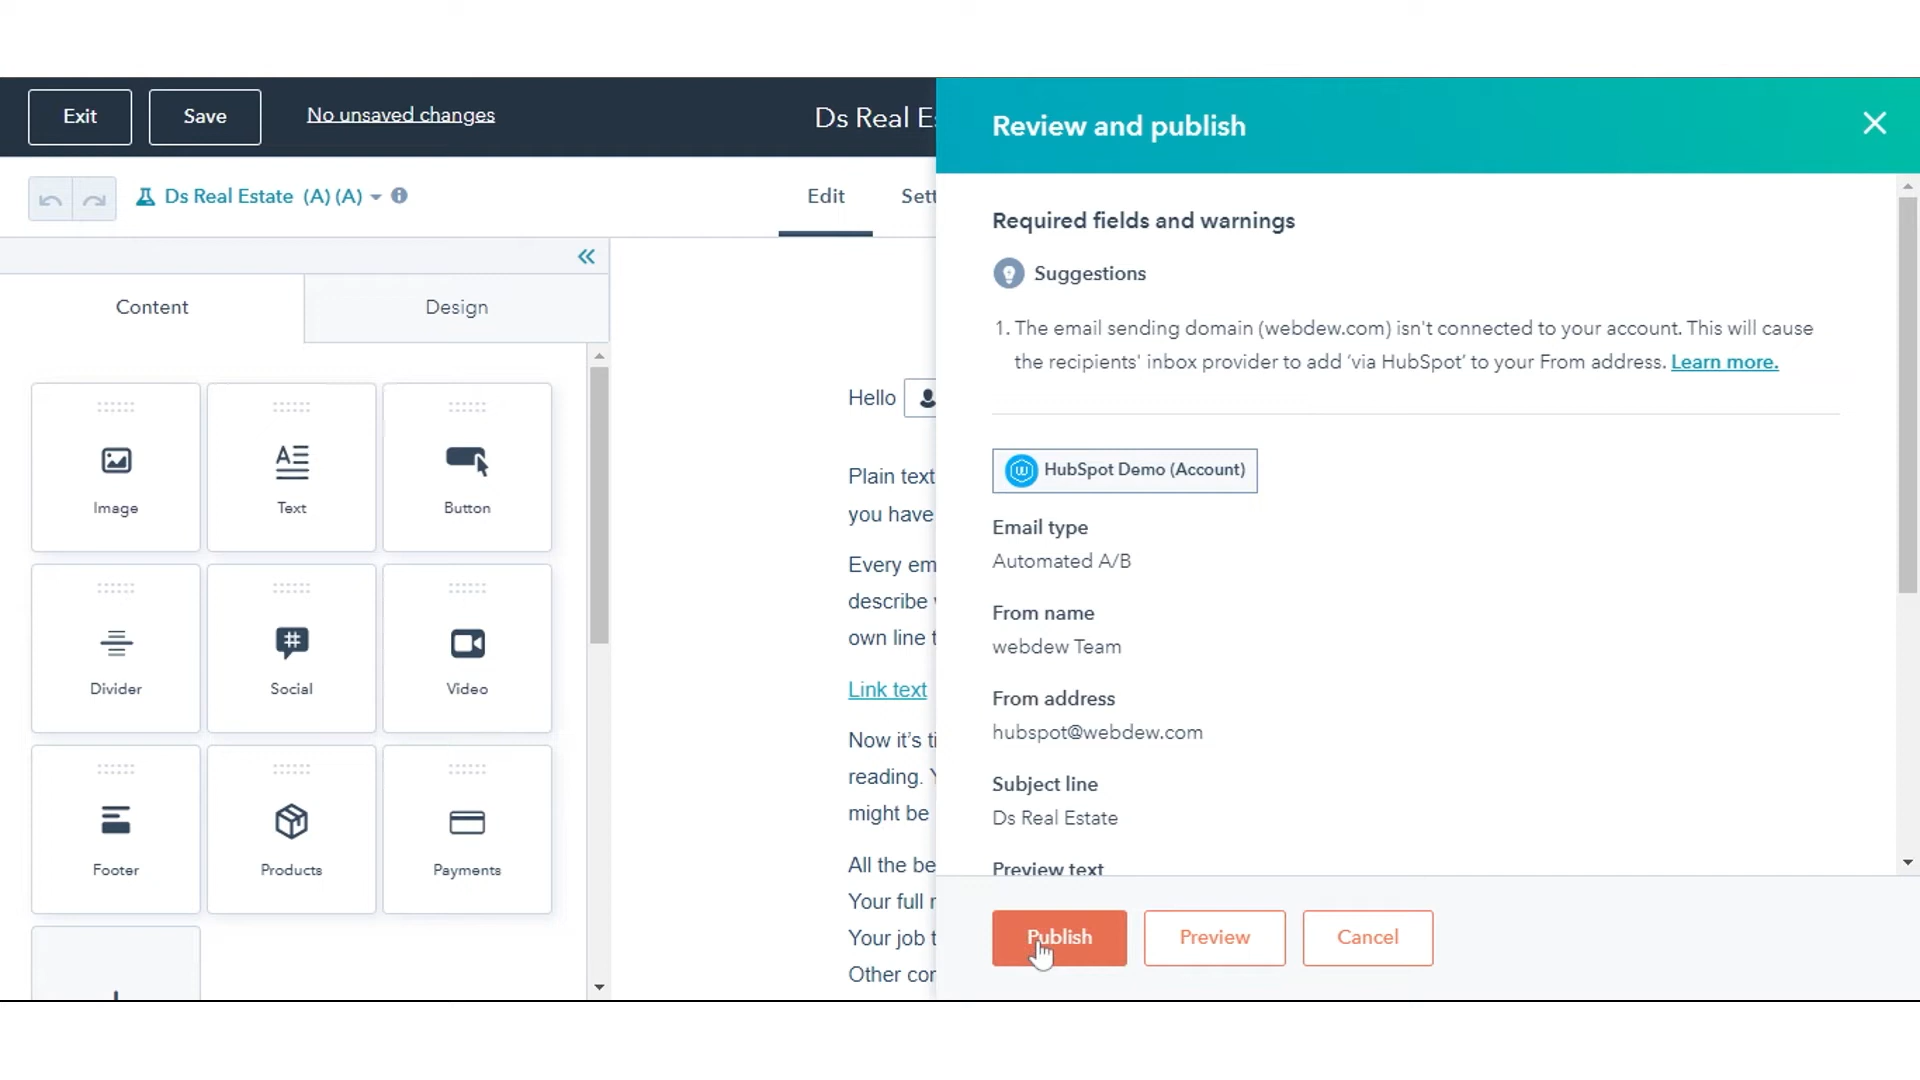 Exit
Save
No unsaved changes
Ds Real Es
Ds Real Estate (A) (A)
Edit
Sett
Content
Design
Image
Text
Button
Divider
Social
Video
Footer
Products
Payments
Hello
Plain text
you have
Every em
describe
own line t
Link text
Now it's ti
reading. Y
might be
All the be
Your full
Your job t
Other cor
Review and publish
Required fields and warnings
Suggestions
1. The email sending domain (webdew.com) isn't connected to your account. This will cause
the recipients' inbox provider to add ‘via HubSpot’ to your From address. Learn more.
HubSpot Demo (Account)
Email type
Automated A/B
From name
webdew Team
From address
hubspot@webdew.com
Subject line
Ds Real Estate
Preview text
Publish
Preview
Cancel